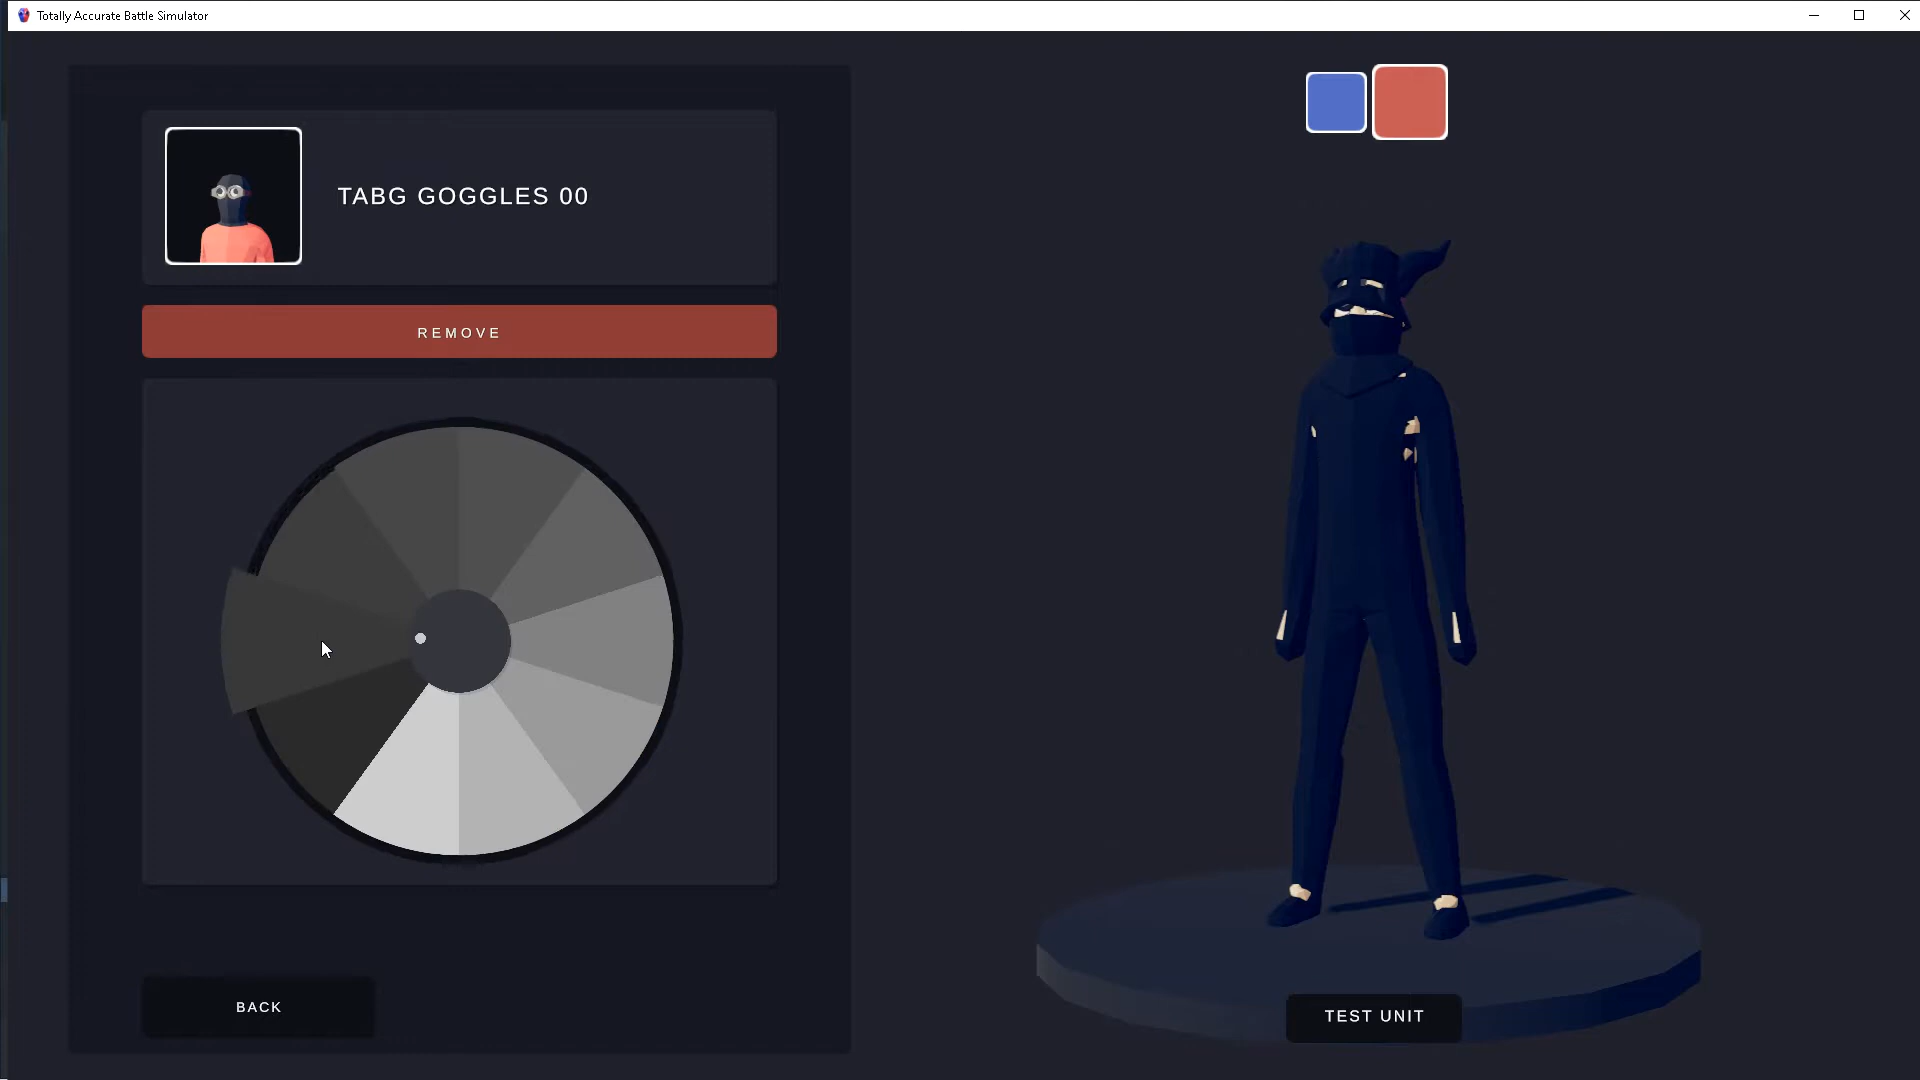 Totally Accurate Battle Simulator
TABG GOGGLES 00
REMOVE
BACK
TEST UNIT